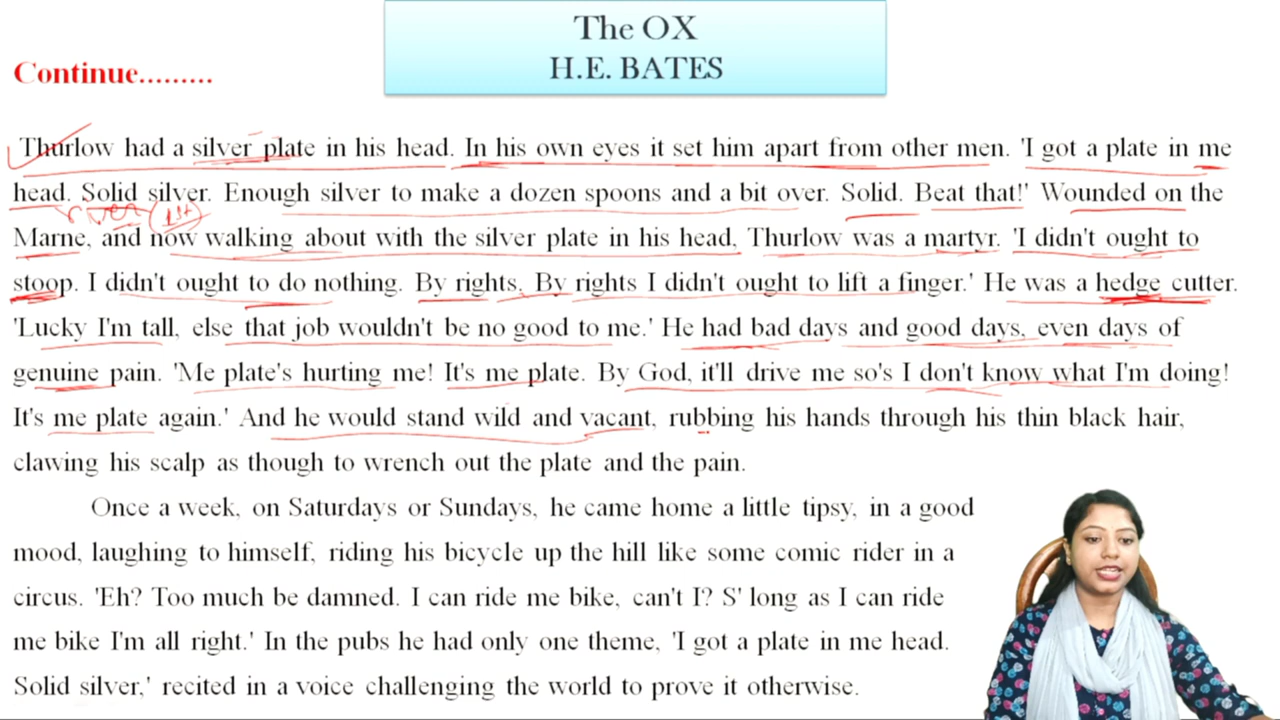 The OX
H.E. BATES
Continue.........
Thurlow had a silver plate in his head. In his own eyes it set him apart from other men. 'I got a plate in me
head. Solid silver. Enough silver to make a dozen spoons and a bit over. Solid. Beat that!' Wounded on the
river (1st)
Marne, and now walking about with the silver plate in his head, Thurlow was a martyr. 'I didn't ought to
stoop. I didn't ought to do nothing. By rights. By rights I didn't ought to lift a finger.' He was a hedge cutter.
'Lucky I'm tall, else that job wouldn't be no good to me.' He had bad days and good days, even days of
genuine pain. 'Me plate's hurting me! It's me plate. By God, it'll drive me so's I don't know what I'm doing!
It's me plate again.' And he would stand wild and vacant, rubbing his hands through his thin black hair,
clawing his scalp as though to wrench out the plate and the pain.
Once a week, on Saturdays or Sundays, he came home a little tipsy, in a good
mood, laughing to himself, riding his bicycle up the hill like some comic rider in a
circus. 'Eh? Too much be damned. I can ride me bike, can't I? S' long as I can ride
me bike I'm all right.' In the pubs he had only one theme, 'I got a plate in me head.
Solid silver,' recited in a voice challenging the world to prove it otherwise.